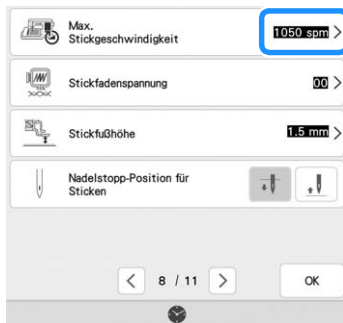 Max.
Stickgeschwindigkeit
1050 spm
Stickfadenspannung
00
Stickfußhöhe
1.5 mm
Nadelstopp-Position für
Sticken
8 / 11
OK